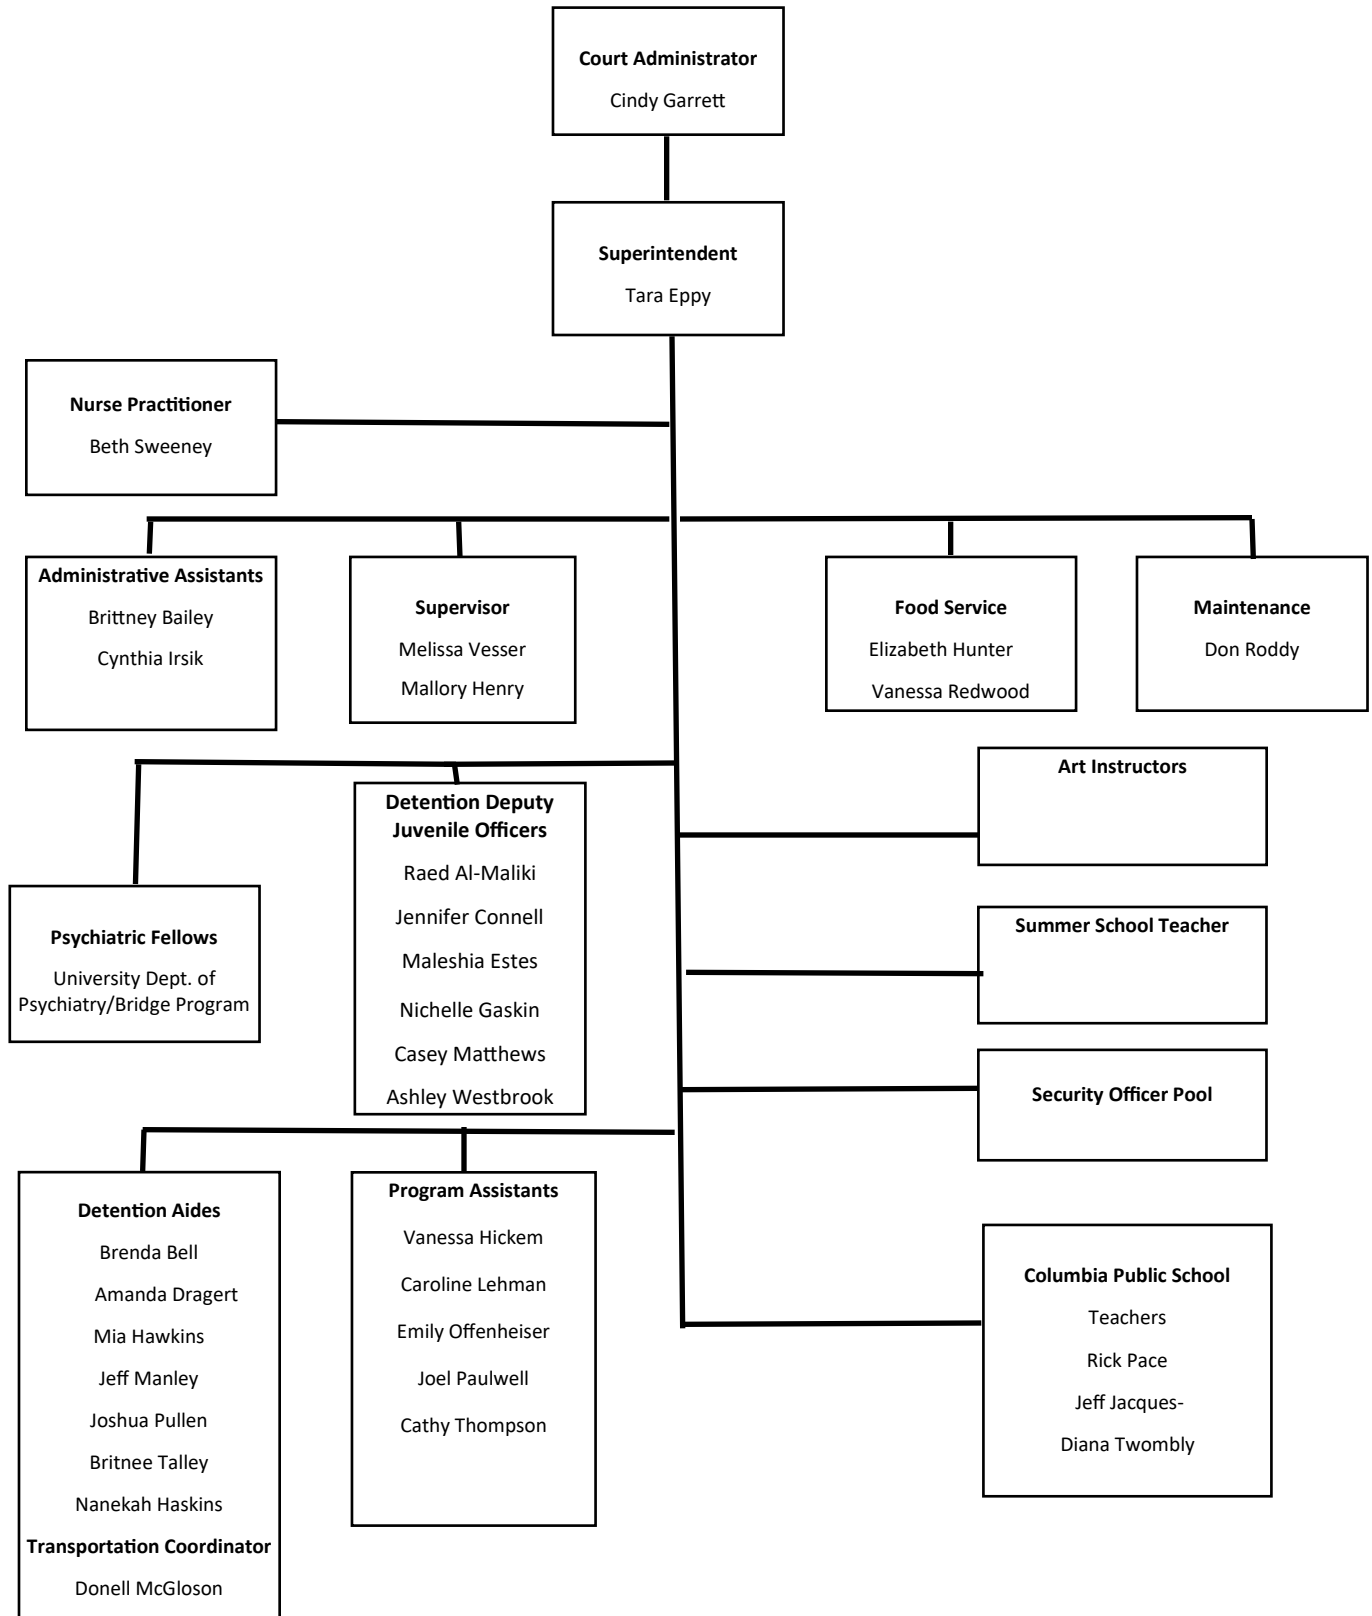 Court Administrator
Cindy Garrett
Superintendent
Tara Eppy
Nurse Practitioner
Beth Sweeney
Administrative Assistants
Brittney Bailey
Cynthia Irsik
Supervisor
Melissa Vesser
Mallory Henry
Food Service
Elizabeth Hunter
Vanessa Redwood
Maintenance
Don Roddy
Art Instructors
Detention Deputy
Juvenile Officers
Raed Al-Maliki
Jennifer Connell
Maleshia Estes
Nichelle Gaskin
Casey Matthews
Ashley Westbrook
Psychiatric Fellows
University Dept. of
Psychiatry/Bridge Program
Summer School Teacher
Security Officer Pool
Detention Aides
Brenda Bell
Amanda Dragert
Mia Hawkins
Jeff Manley
Joshua Pullen
Britnee Talley
Nanekah Haskins
Transportation Coordinator
Donell McGloson
Program Assistants
Vanessa Hickem
Caroline Lehman
Emily Offenheiser
Joel Paulwell
Cathy Thompson
Columbia Public School
Teachers
Rick Pace
Jeff Jacques-
Diana Twombly